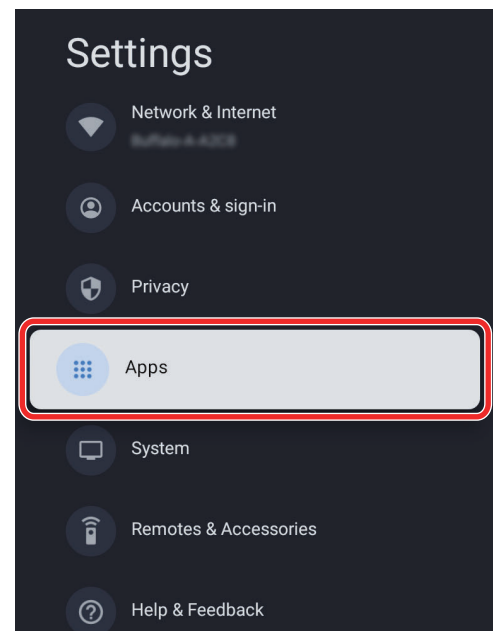 Settings
Network & Internet
Accounts & sign-in
Privacy
Apps
System
Remotes & Accessories
Help & Feedback